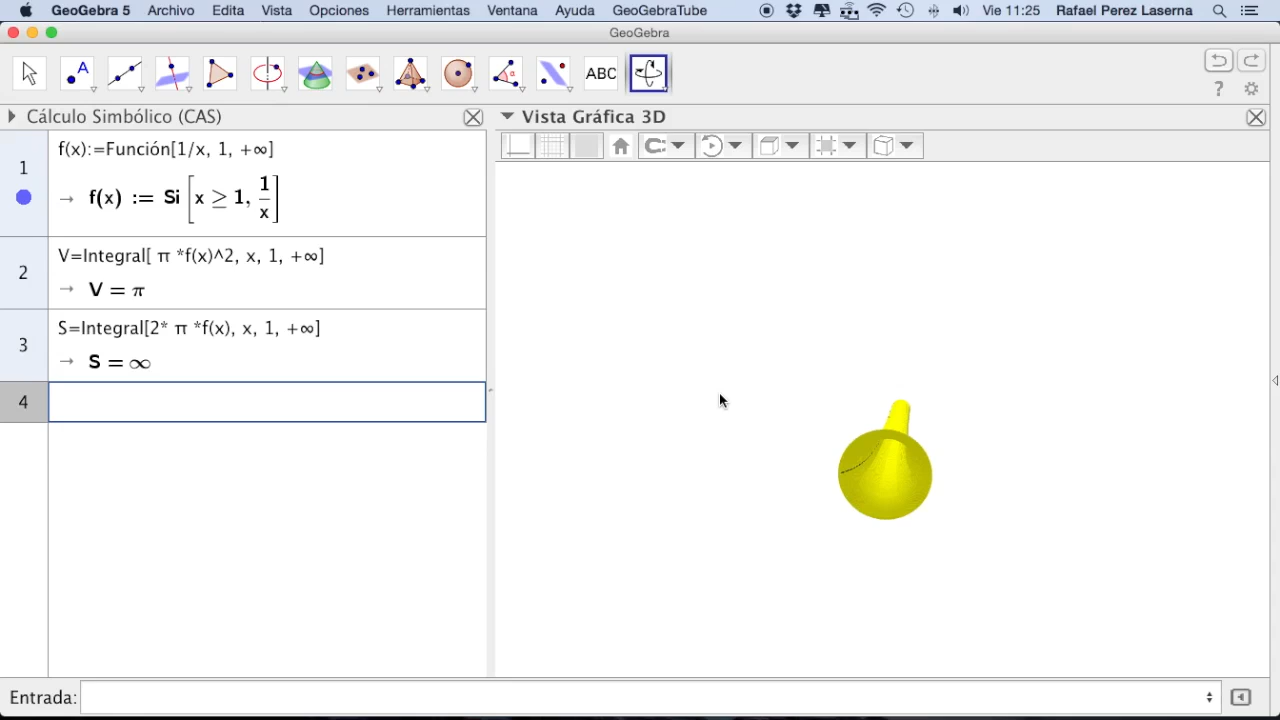 GeoGebra 5 Archivo Edita Vista Opciones Herramientas Ventana Ayuda GeoGebraTube Vie 11:25 Rafael Perez Laserna
GeoGebra
A ABC ?
Cálculo Simbólico (CAS)
Vista Gráfica 3D
1
f(x):=Función[1/x, 1, +∞]
→ f(x) := Si [x ≥ 1, 1/x]
2
V=Integral[ π *f(x)^2, x, 1, +∞]
→ V = π
3
S=Integral[2* π *f(x), x, 1, +∞]
→ S = ∞
4
Entrada: